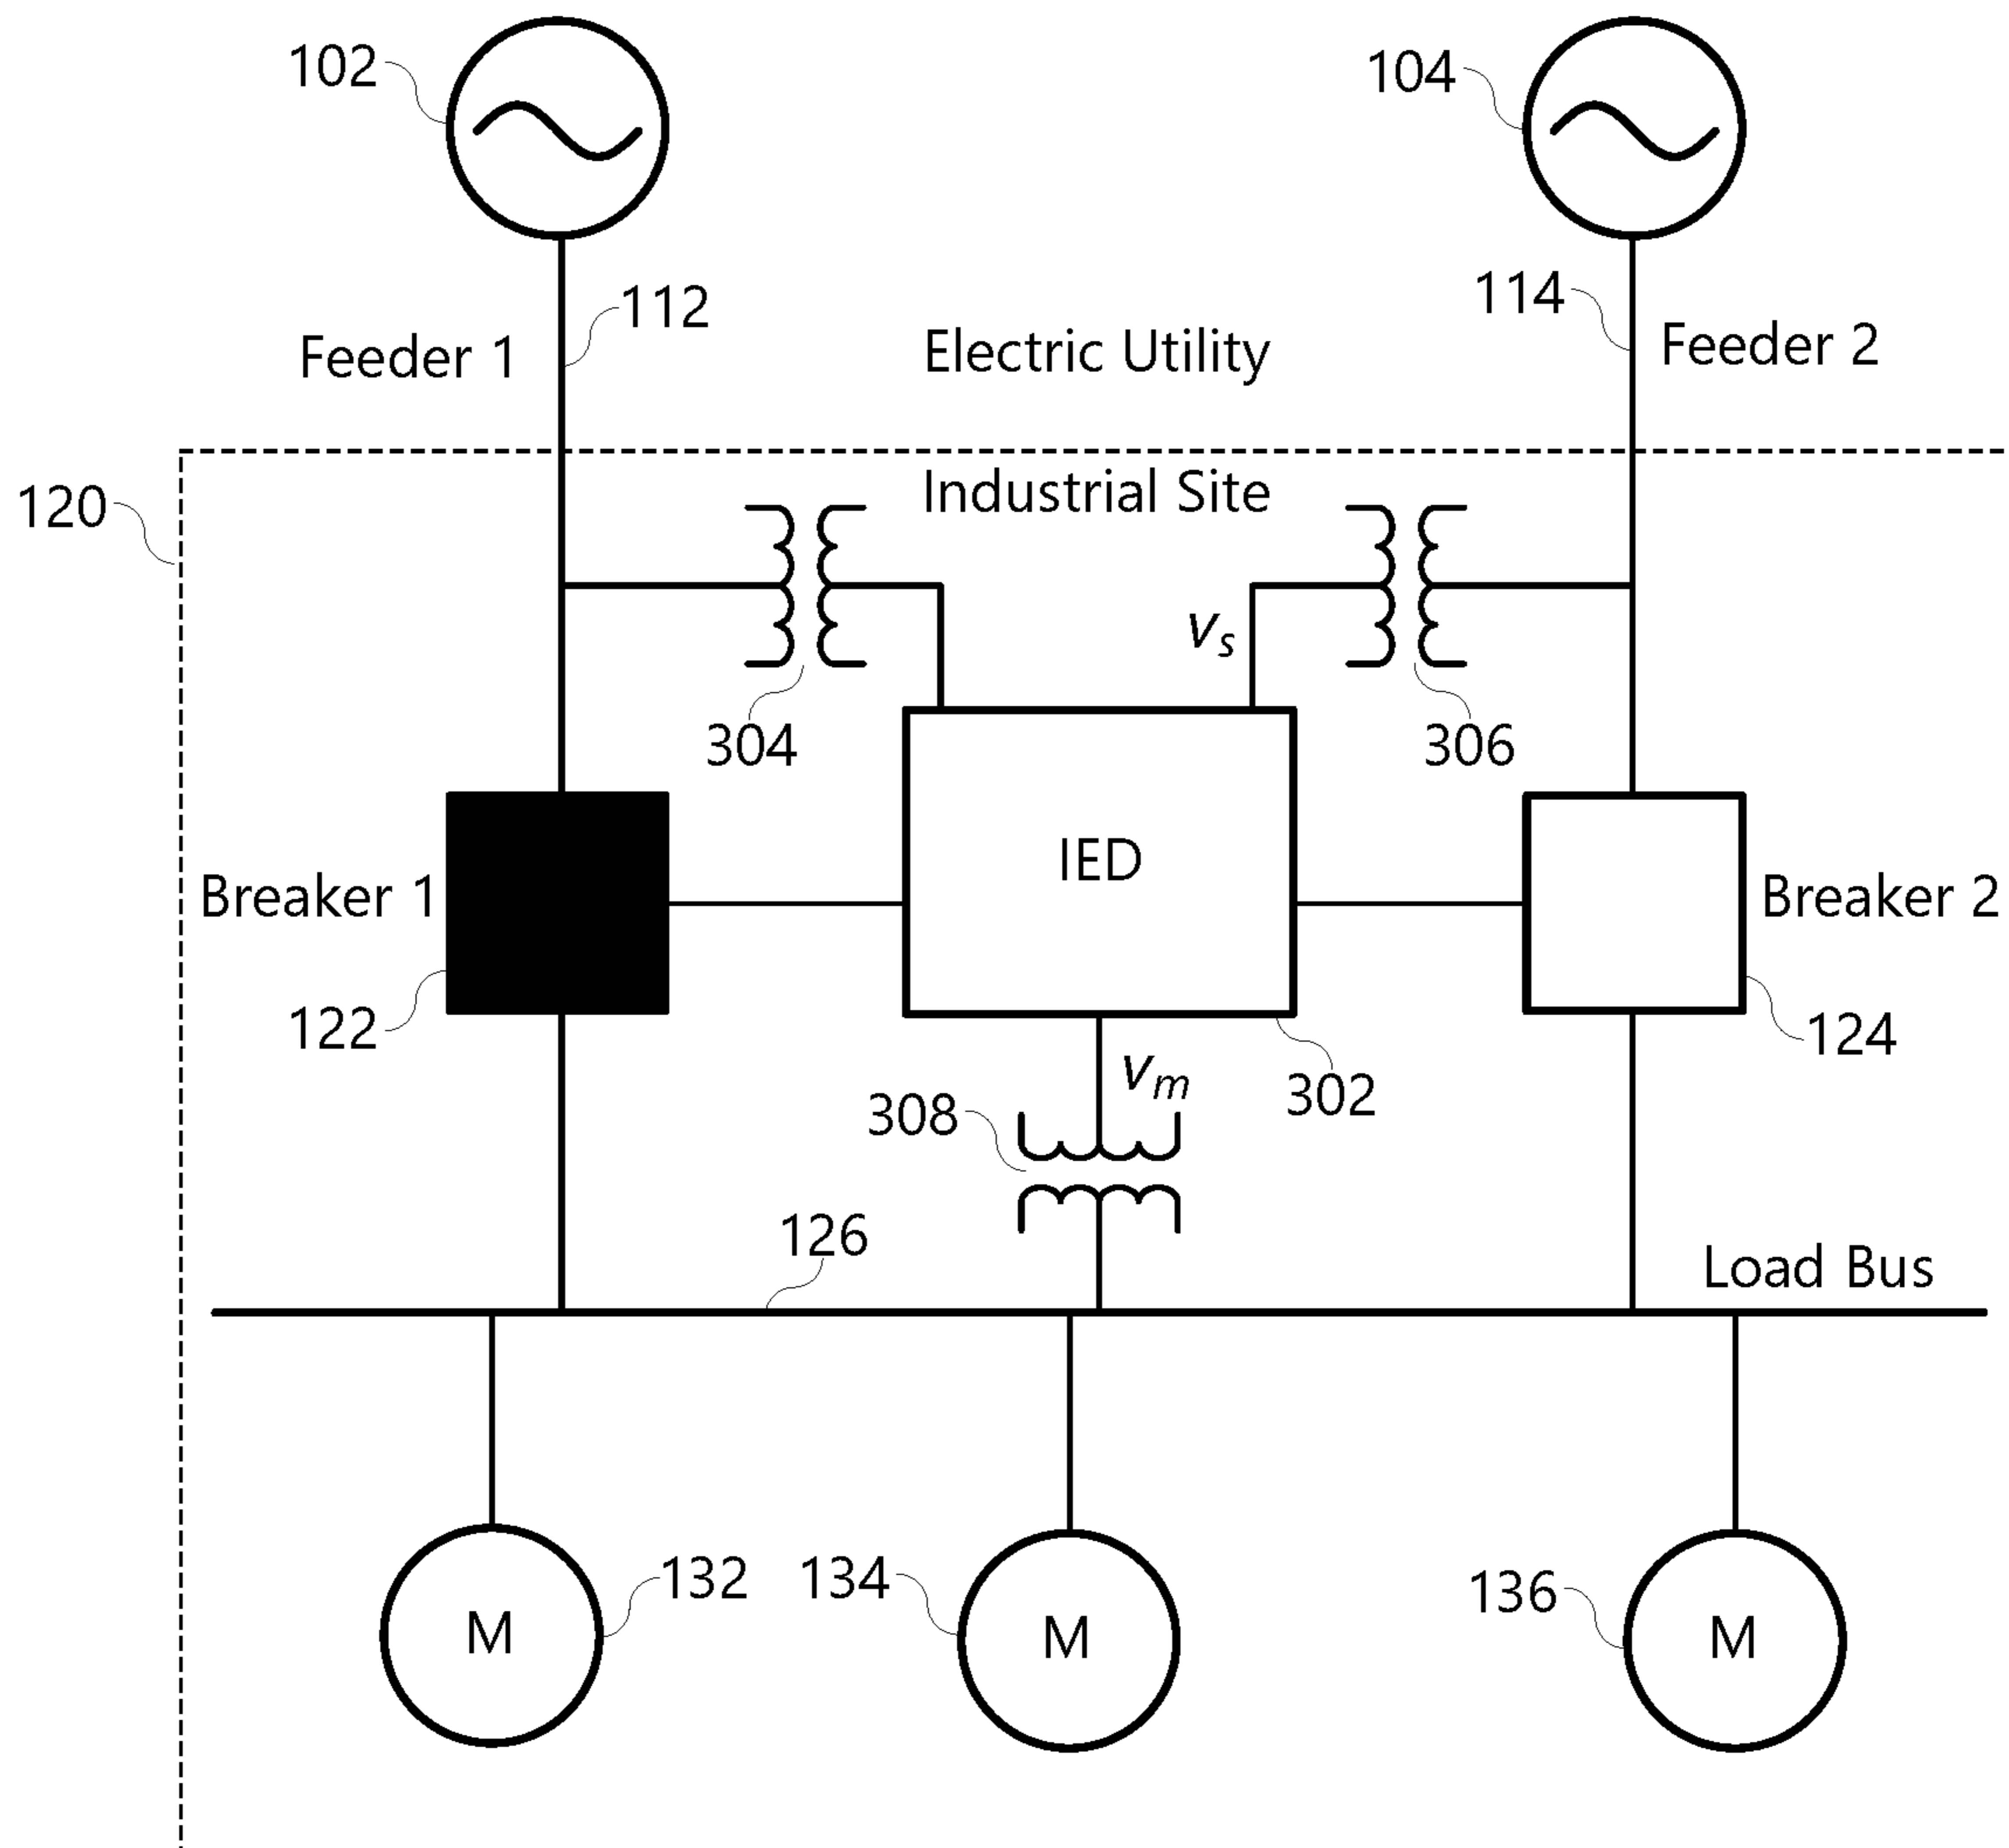 102
104
112
114
Feeder 1
Electric Utility
Feeder 2
120
Industrial Site
vs
304
306
IED
Breaker 1
Breaker 2
122
124
vm
302
308
126
Load Bus
132
134
136
M
M
M